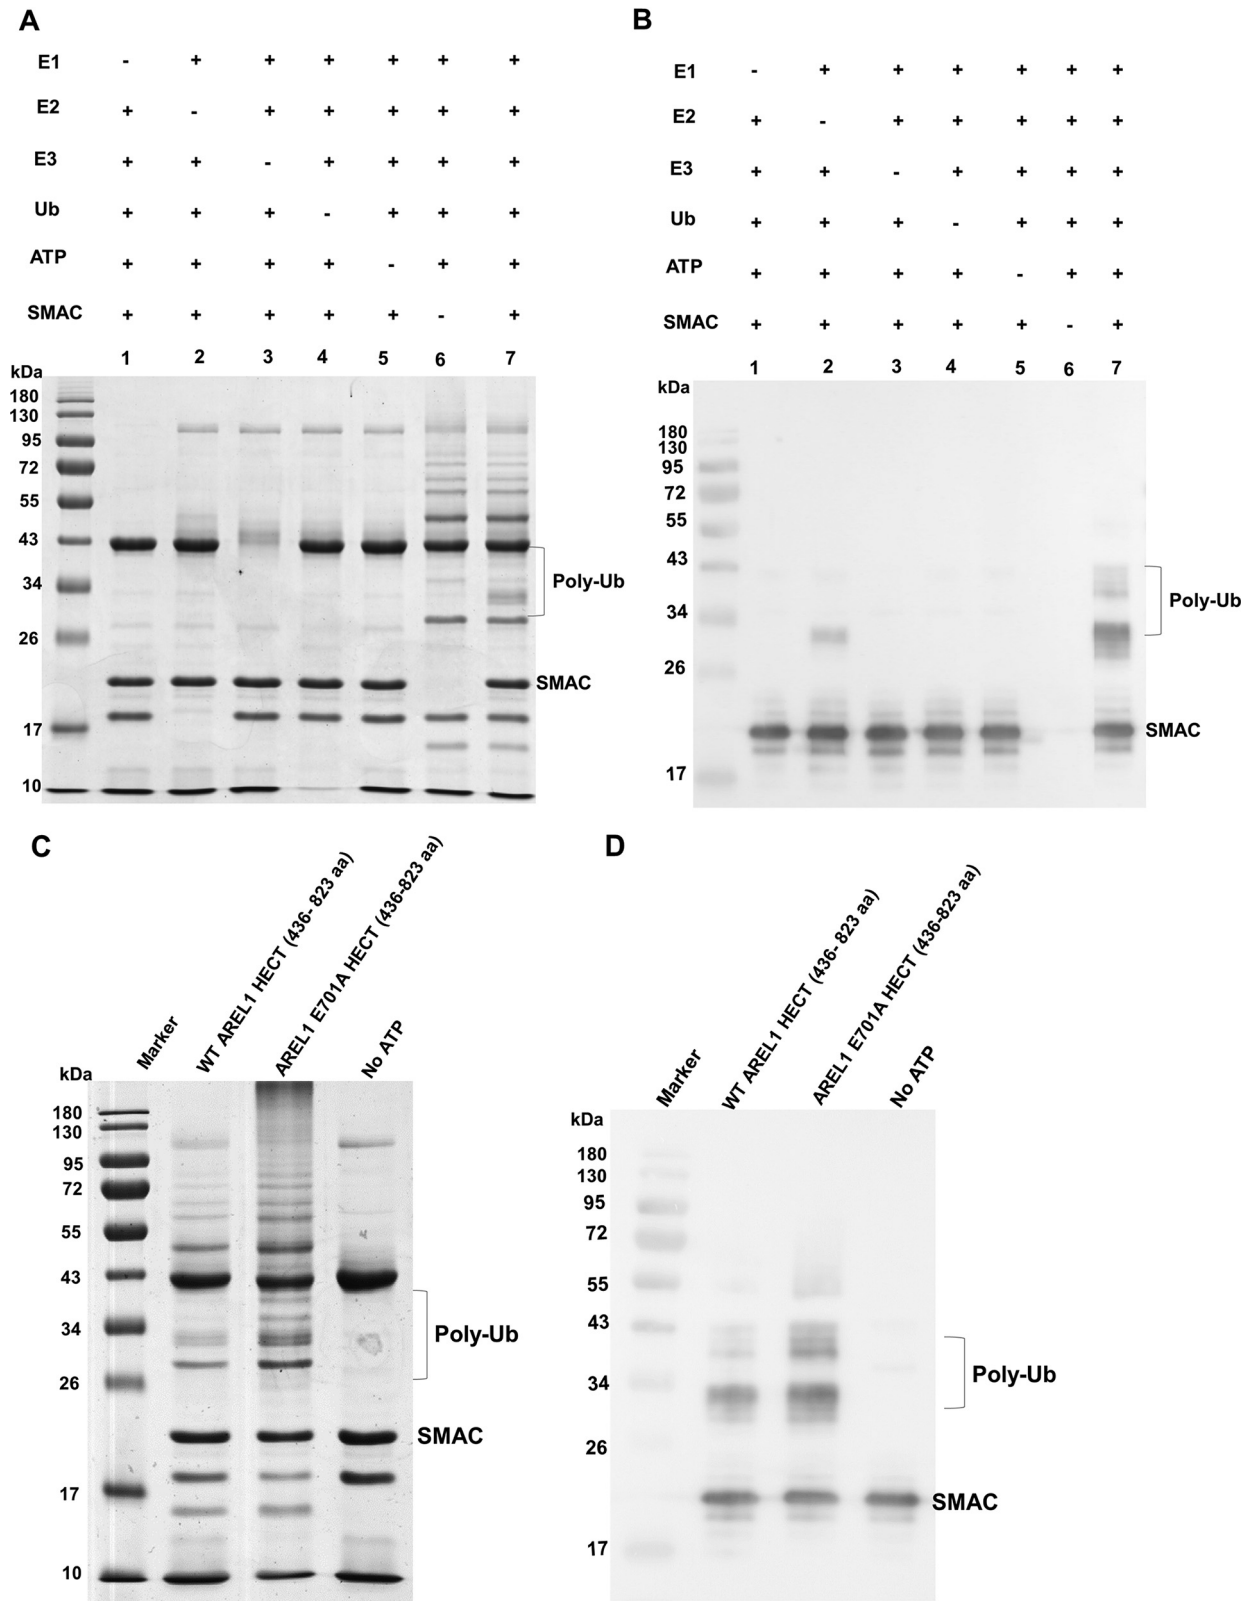 A
E1 - + + + + + +
E2 + - + + + + +
E3 + + - + + + +
Ub + + + - + + +
ATP + + + + - + +
SMAC + + + + + - +
1 2 3 4 5 6 7
kDa
180
130
95
72
55
43
34
26
17
10
Poly-Ub
SMAC
B
E1 - + + + + + +
E2 + - + + + + +
E3 + + - + + + +
Ub + + + - + + +
ATP + + + + - + +
SMAC + + + + + - +
1 2 3 4 5 6 7
kDa
180
130
95
72
55
43
34
26
17
Poly-Ub
SMAC
C
Marker
WT AREL1 HECT (436- 823 aa)
AREL1 E701A HECT (436-823 aa)
No ATP
kDa
180
130
95
72
55
43
34
26
17
10
Poly-Ub
SMAC
D
Marker
WT AREL1 HECT (436- 823 aa)
AREL1 E701A HECT (436-823 aa)
No ATP
kDa
180
130
95
72
55
43
34
26
17
Poly-Ub
SMAC